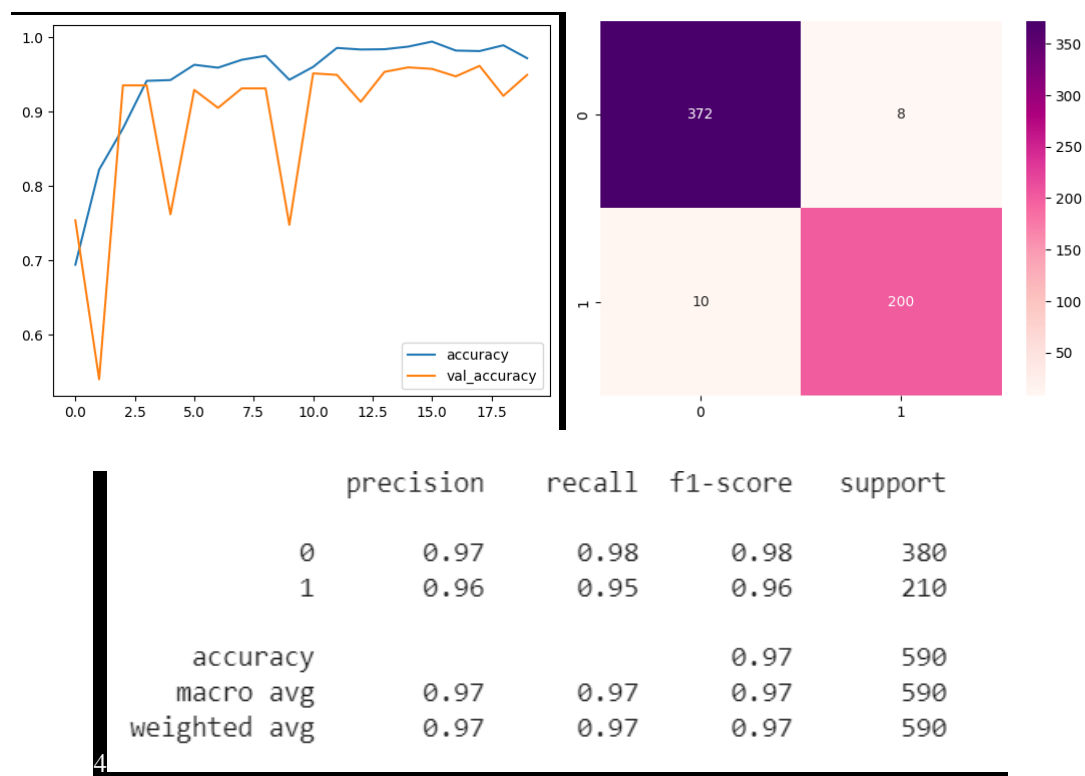 1.0
0.9
0.8
0.7
0.6
accuracy
val_accuracy
0.0 2.5 5.0 7.5 10.0 12.5 15.0 17.5
0 372 8
1 10 200
0 1
350
300
250
200
150
100
50
precision recall f1-score support
0 0.97 0.98 0.98 380
1 0.96 0.95 0.96 210
accuracy 0.97 590
macro avg 0.97 0.97 0.97 590
weighted avg 0.97 0.97 0.97 590
4